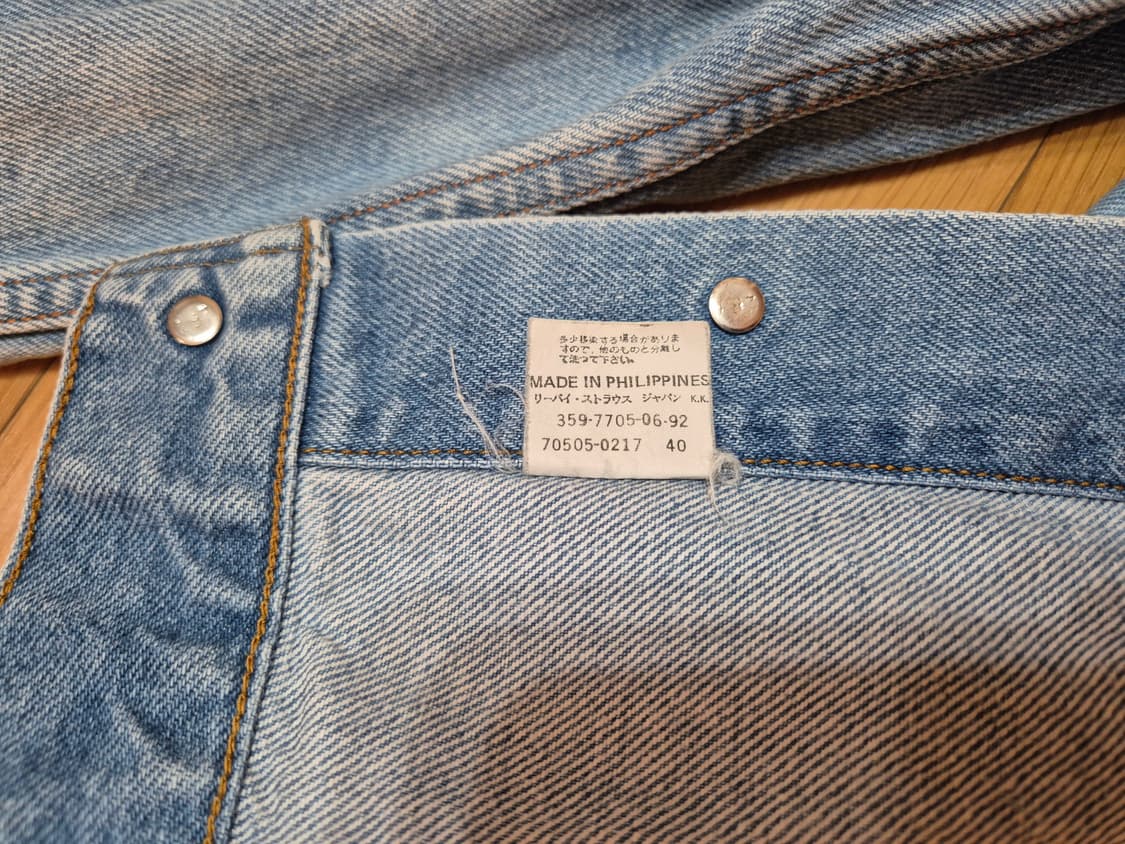 多少移染する場合がありま
すので、他のものと分離し
て洗って下さい。
MADE IN PHILIPPINES
リーバイ・ストラウス ジャパン K.K.
359-7705-06-92
70505-0217 40